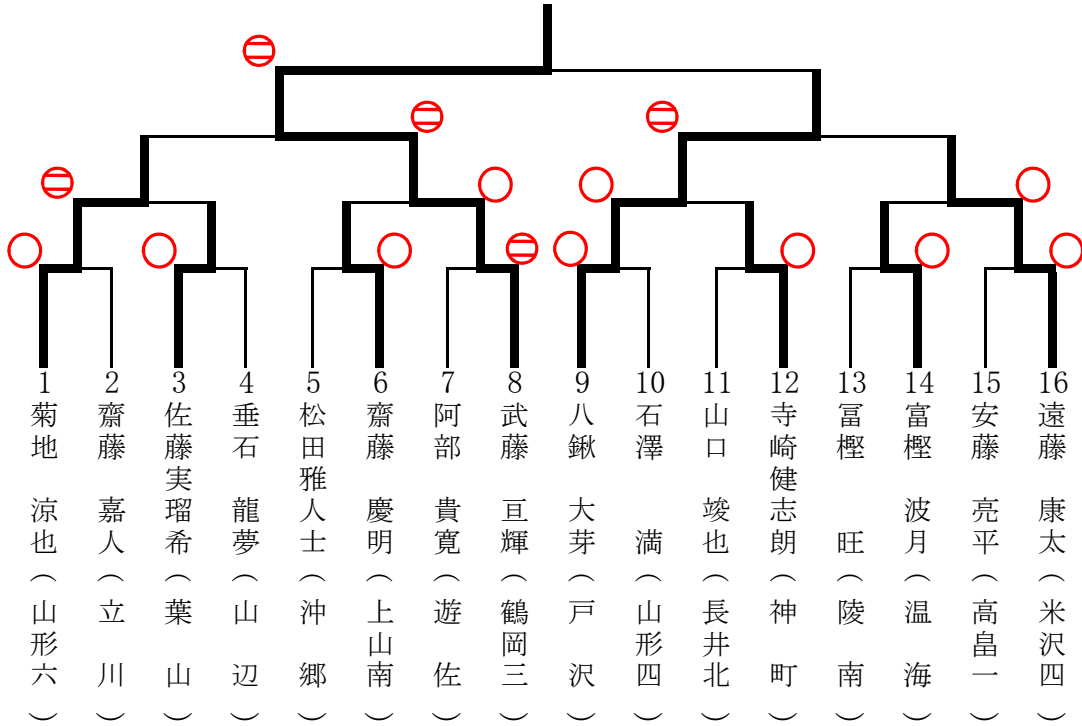 1 菊地 涼也(山形六)
2 齋藤 嘉人(立川)
3 佐藤実瑠希(葉山)
4 垂石 龍夢(山辺)
5 松田雅人士(沖郷)
6 齋藤 慶明(上山南)
7 阿部 貴寛(遊佐)
8 武藤 亘輝(鶴岡三)
9 八鍬 大芽(戸沢)
10 石澤 満(山形四)
11 山口 竣也(長井北)
12 寺崎健志朗(神町)
13 冨樫 旺(陵南)
14 富樫 波月(温海)
15 安藤 亮平(高畠一)
16 遠藤 康太(米沢四)